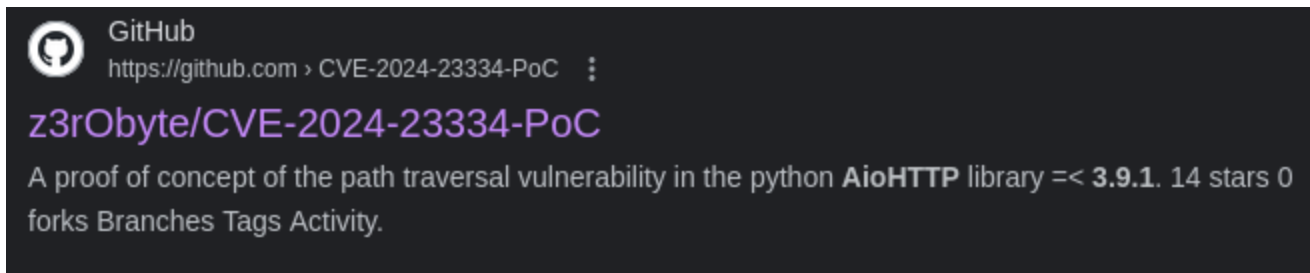 GitHub
https://github.com › CVE-2024-23334-PoC
z3rObyte/CVE-2024-23334-PoC
A proof of concept of the path traversal vulnerability in the python AioHTTP library =< 3.9.1. 14 stars 0
forks Branches Tags Activity.